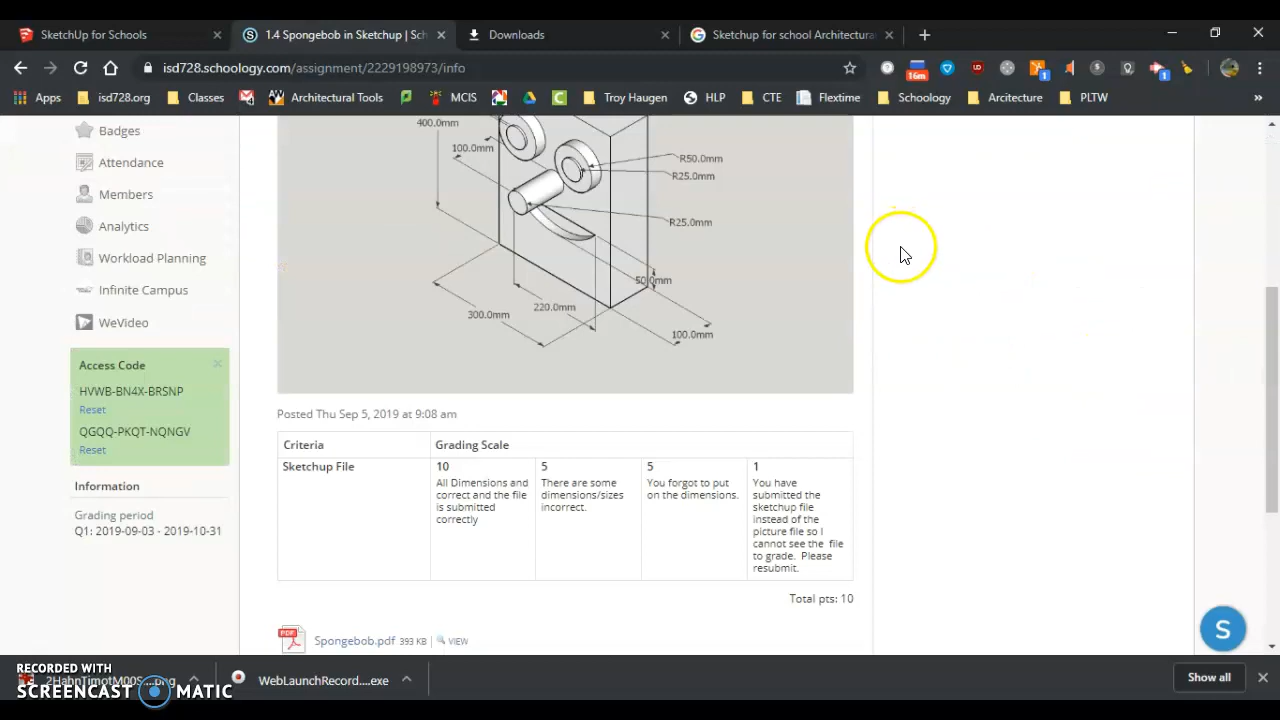 SketchUp for Schools
1.4 Spongebob in Sketchup | Sch
Downloads
Sketchup for school Architectura
isd728.schoology.com/assignment/2229198973/info
16m
1
1
Apps
isd728.org
Classes
Architectural Tools
MCIS
Troy Haugen
HLP
CTE
Flextime
Schoology
Arcitecture
PLTW
»
Badges
Attendance
Members
Analytics
Workload Planning
Infinite Campus
WeVideo
Access Code
HVWB-BN4X-BRSNP
Reset
QGQQ-PKQT-NQNGV
Reset
Information
Grading period
Q1: 2019-09-03 - 2019-10-31
400.0mm
100.0mm
R50.0mm
R25.0mm
R25.0mm
50.0mm
220.0mm
300.0mm
100.0mm
Posted Thu Sep 5, 2019 at 9:08 am
Criteria
Grading Scale
Sketchup File
10
All Dimensions and
correct and the file
is submitted
correctly
5
There are some
dimensions/sizes
incorrect.
5
You forgot to put
on the dimensions.
1
You have
submitted the
sketchup file
instead of the
picture file so I
cannot see the file
to grade. Please
resubmit.
Total pts: 10
PDF
Spongebob.pdf 393 KB
VIEW
S
RECORDED WITH
SCREENCAST MATIC
2HahnTimotM00S....png
WebLaunchRecord....exe
Show all